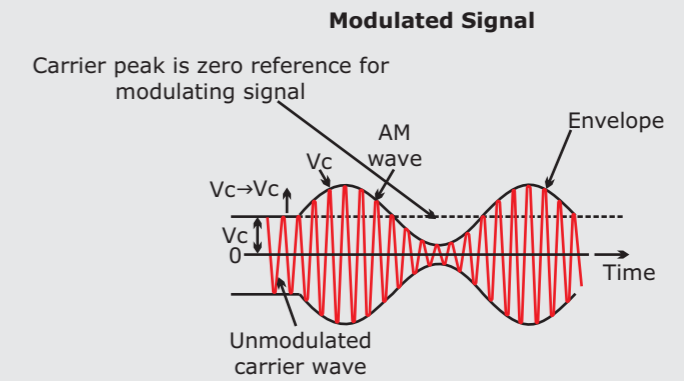 Modulated Signal
Carrier peak is zero reference for
modulating signal
AM
wave
Envelope
Vc
Vc→Vc
Vc
0
Time
Unmodulated
carrier wave